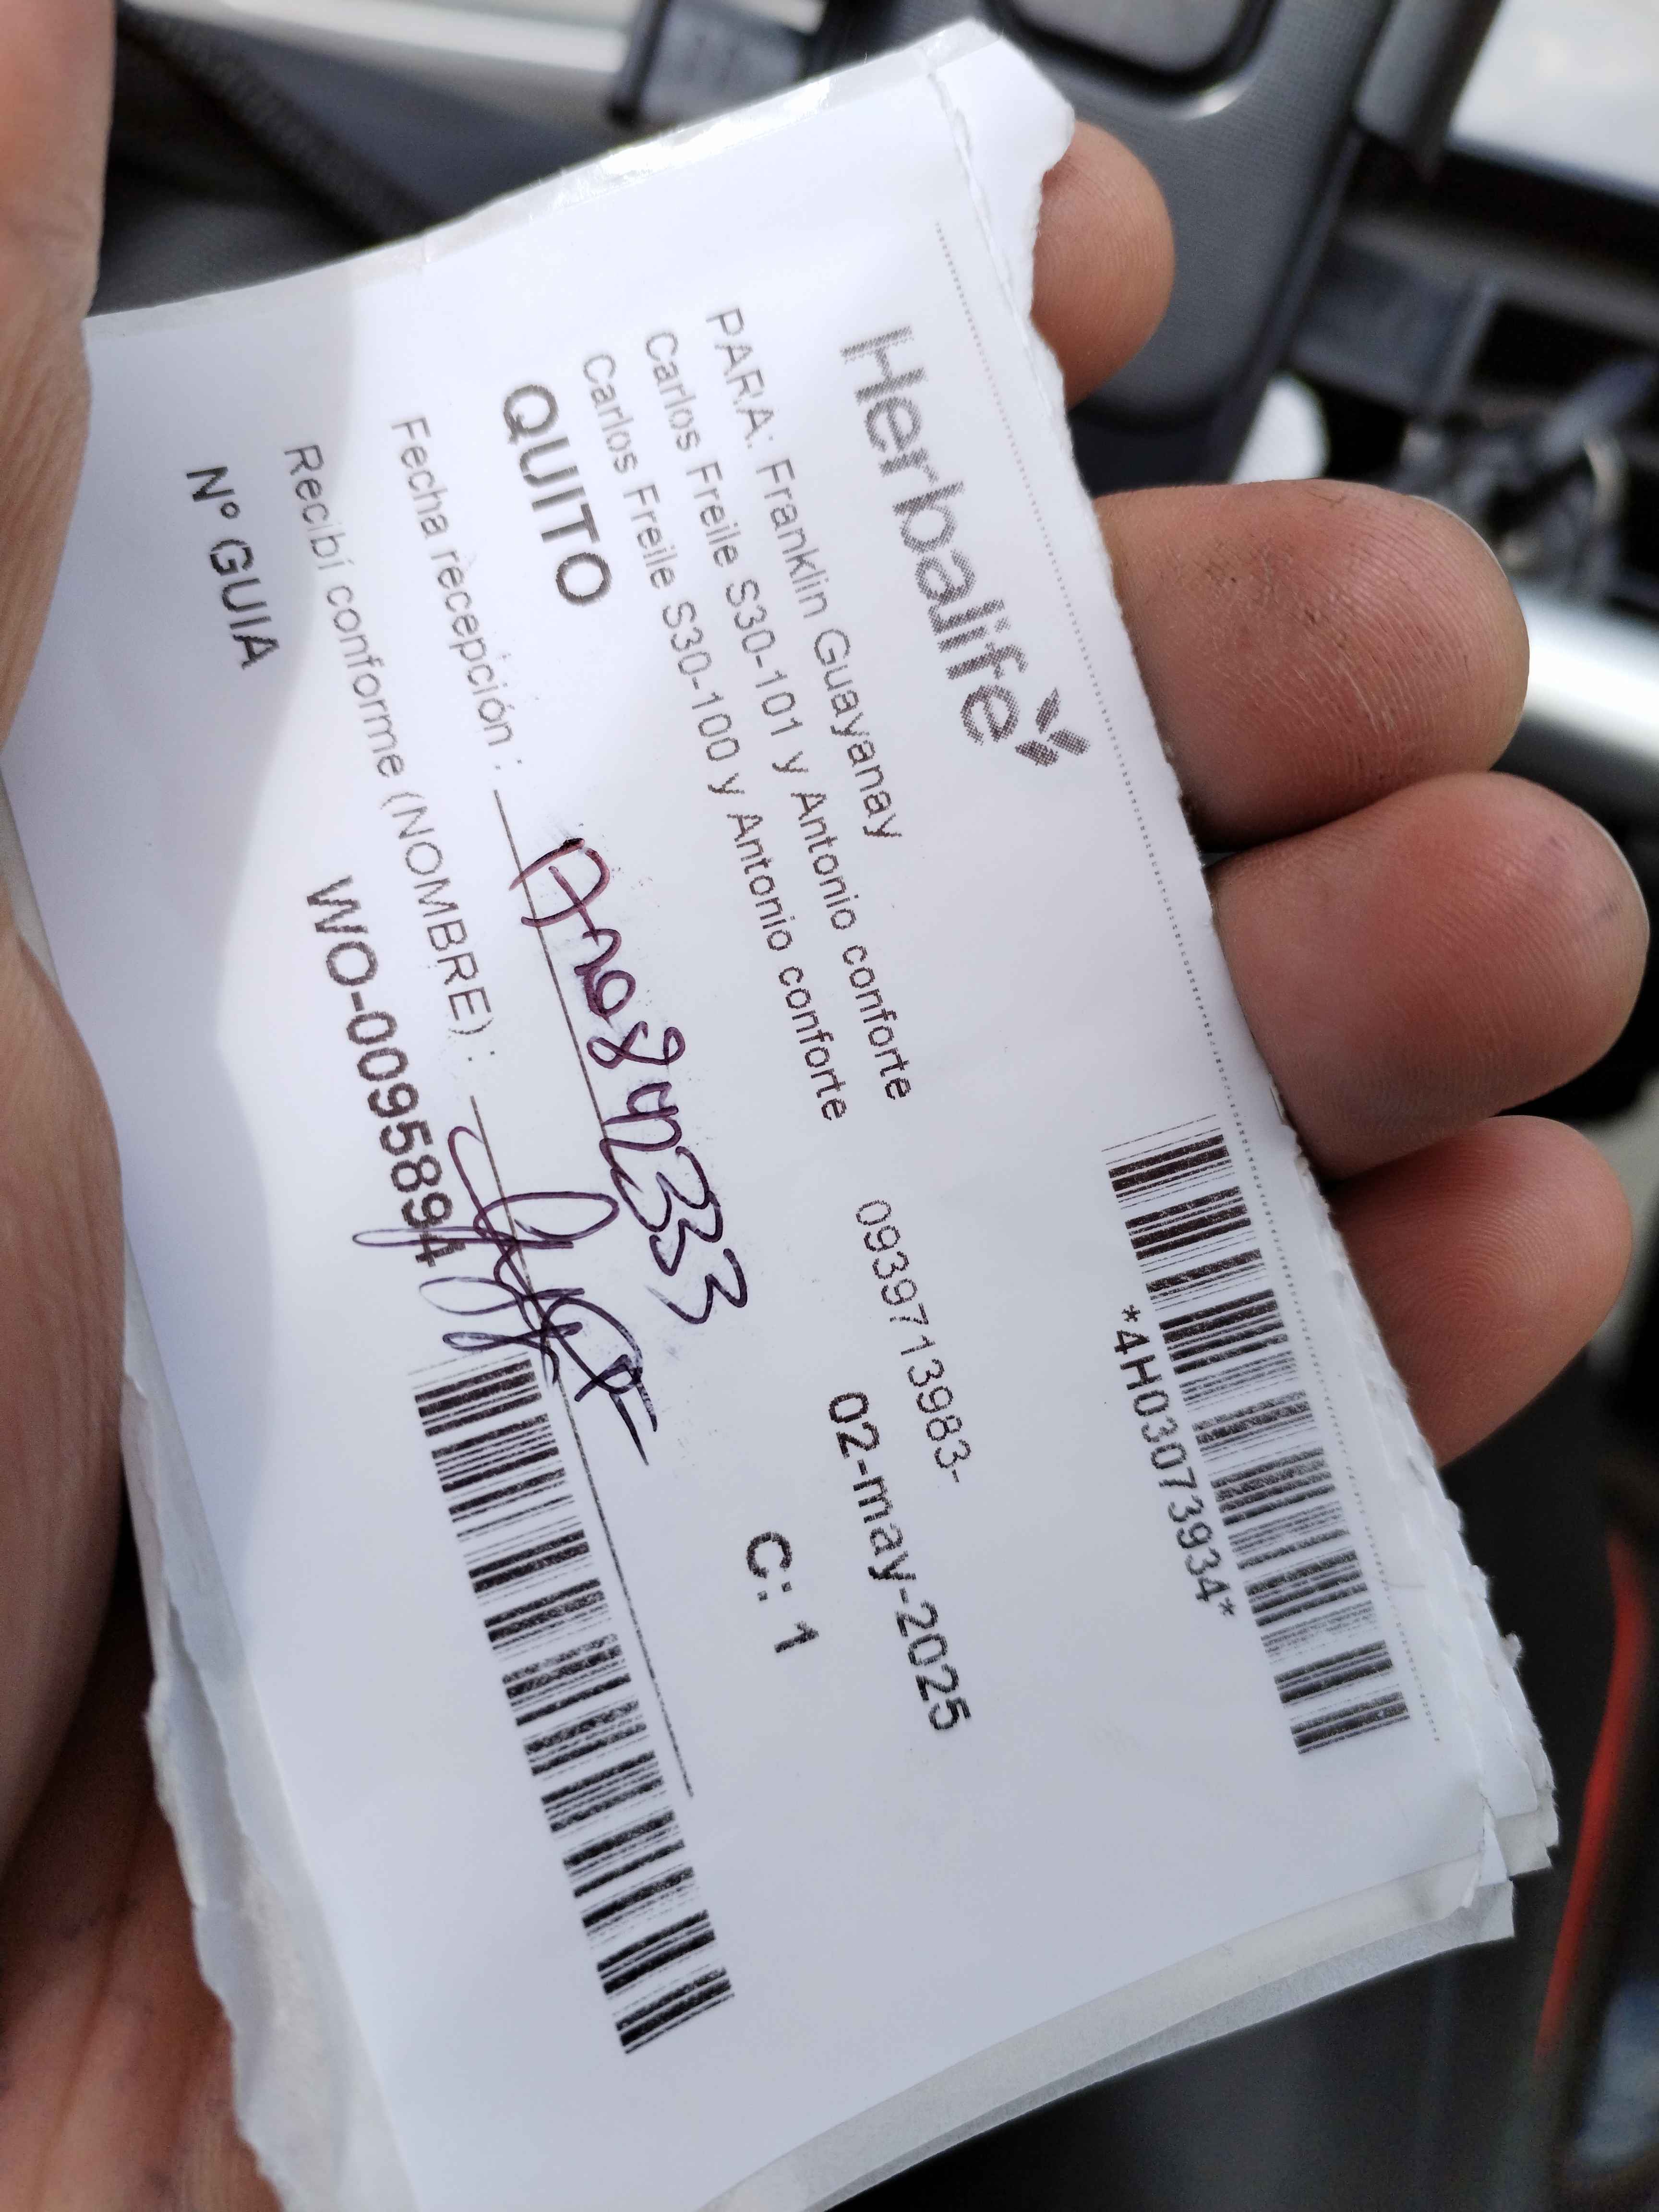 Herbalife
*4H03073934*
PARA: Franklin Guayanay
Carlos Freile S30-101 y Antonio conforte 0939713983-
Carlos Freile S30-100 y Antonio conforte 02-may-2025
QUITO C: 1
Fecha recepción :
Recibí conforme (NOMBRE) :
Nº GUIA WO-0095894